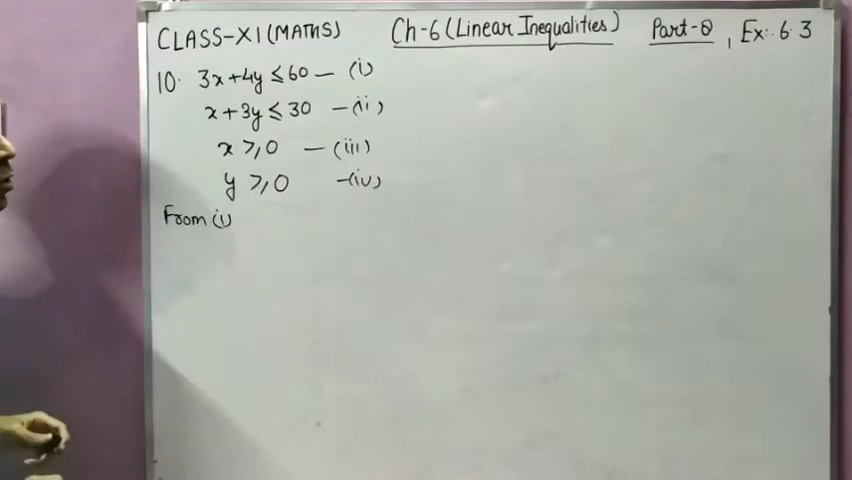 CLASS-XI(MATHS) Ch-6(Linear Inequalities) Part-8, Ex:- 6.3
10. 3x+4y≤60 - (i)
x+3y≤30 - (ii)
x≥0 - (iii)
y≥0 - (iv)
From (i)